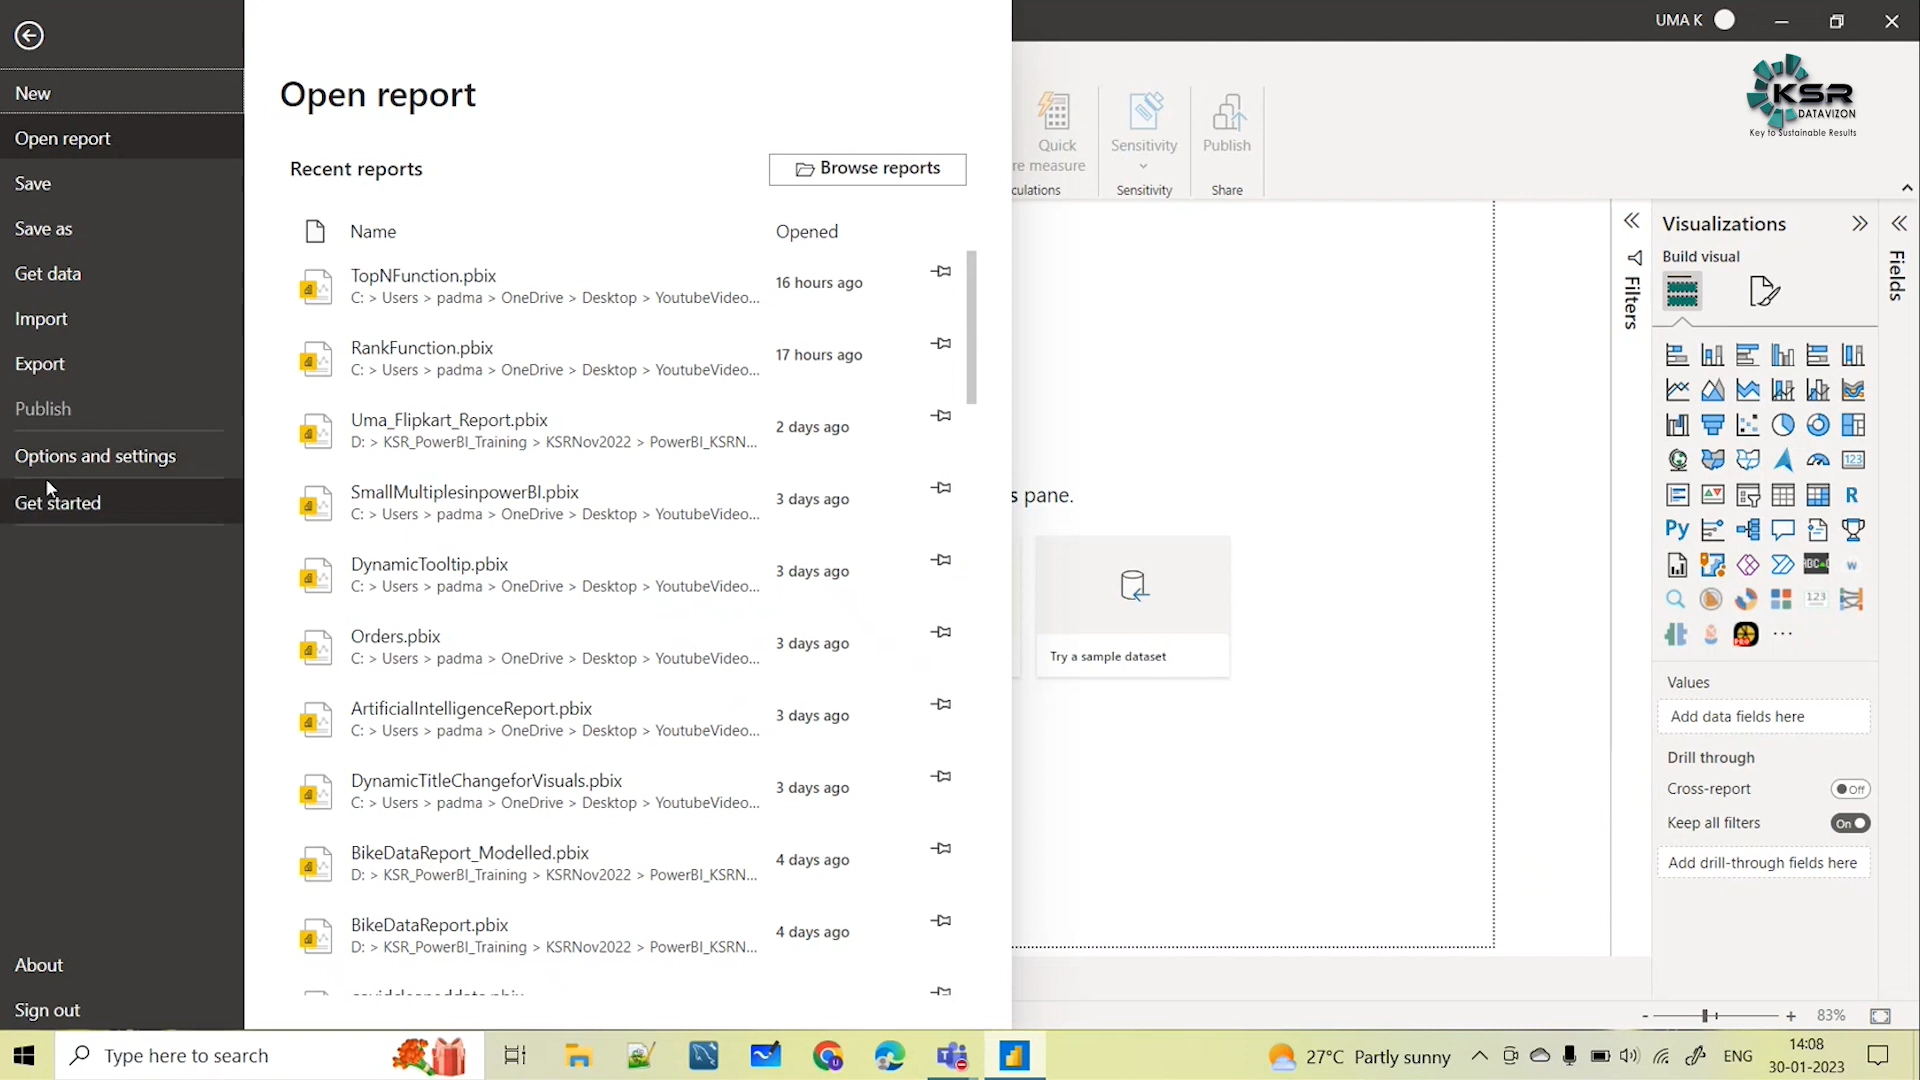 UMA K
New
Open report
Save
Save as
Get data
Import
Export
Publish
Options and settings
Get started
About
Sign out
Open report
Recent reports
Browse reports
Name
Opened
TopNFunction.pbix
C: > Users > padma > OneDrive > Desktop > YoutubeVideo...
16 hours ago
RankFunction.pbix
C: > Users > padma > OneDrive > Desktop > YoutubeVideo...
17 hours ago
Uma_Flipkart_Report.pbix
D: > KSR_PowerBI_Training > KSRNov2022 > PowerBI_KSRN...
2 days ago
SmallMultiplesinpowerBI.pbix
C: > Users > padma > OneDrive > Desktop > YoutubeVideo...
3 days ago
DynamicTooltip.pbix
C: > Users > padma > OneDrive > Desktop > YoutubeVideo...
3 days ago
Orders.pbix
C: > Users > padma > OneDrive > Desktop > YoutubeVideo...
3 days ago
ArtificialIntelligenceReport.pbix
C: > Users > padma > OneDrive > Desktop > YoutubeVideo...
3 days ago
DynamicTitleChangeforVisuals.pbix
C: > Users > padma > OneDrive > Desktop > YoutubeVideo...
3 days ago
BikeDataReport_Modelled.pbix
D: > KSR_PowerBI_Training > KSRNov2022 > PowerBI_KSRN...
4 days ago
BikeDataReport.pbix
D: > KSR_PowerBI_Training > KSRNov2022 > PowerBI_KSRN...
4 days ago
Quick
re measure
culations
Sensitivity
Sensitivity
Publish
Share
KSR
DATAVIZON
Key to Sustainable Results
s pane.
Try a sample dataset
Filters
Visualizations
Build visual
Fields
123
R
Py
123
Values
Add data fields here
Drill through
Cross-report
Off
Keep all filters
On
Add drill-through fields here
83%
Type here to search
27°C Partly sunny
ENG
14:08
30-01-2023